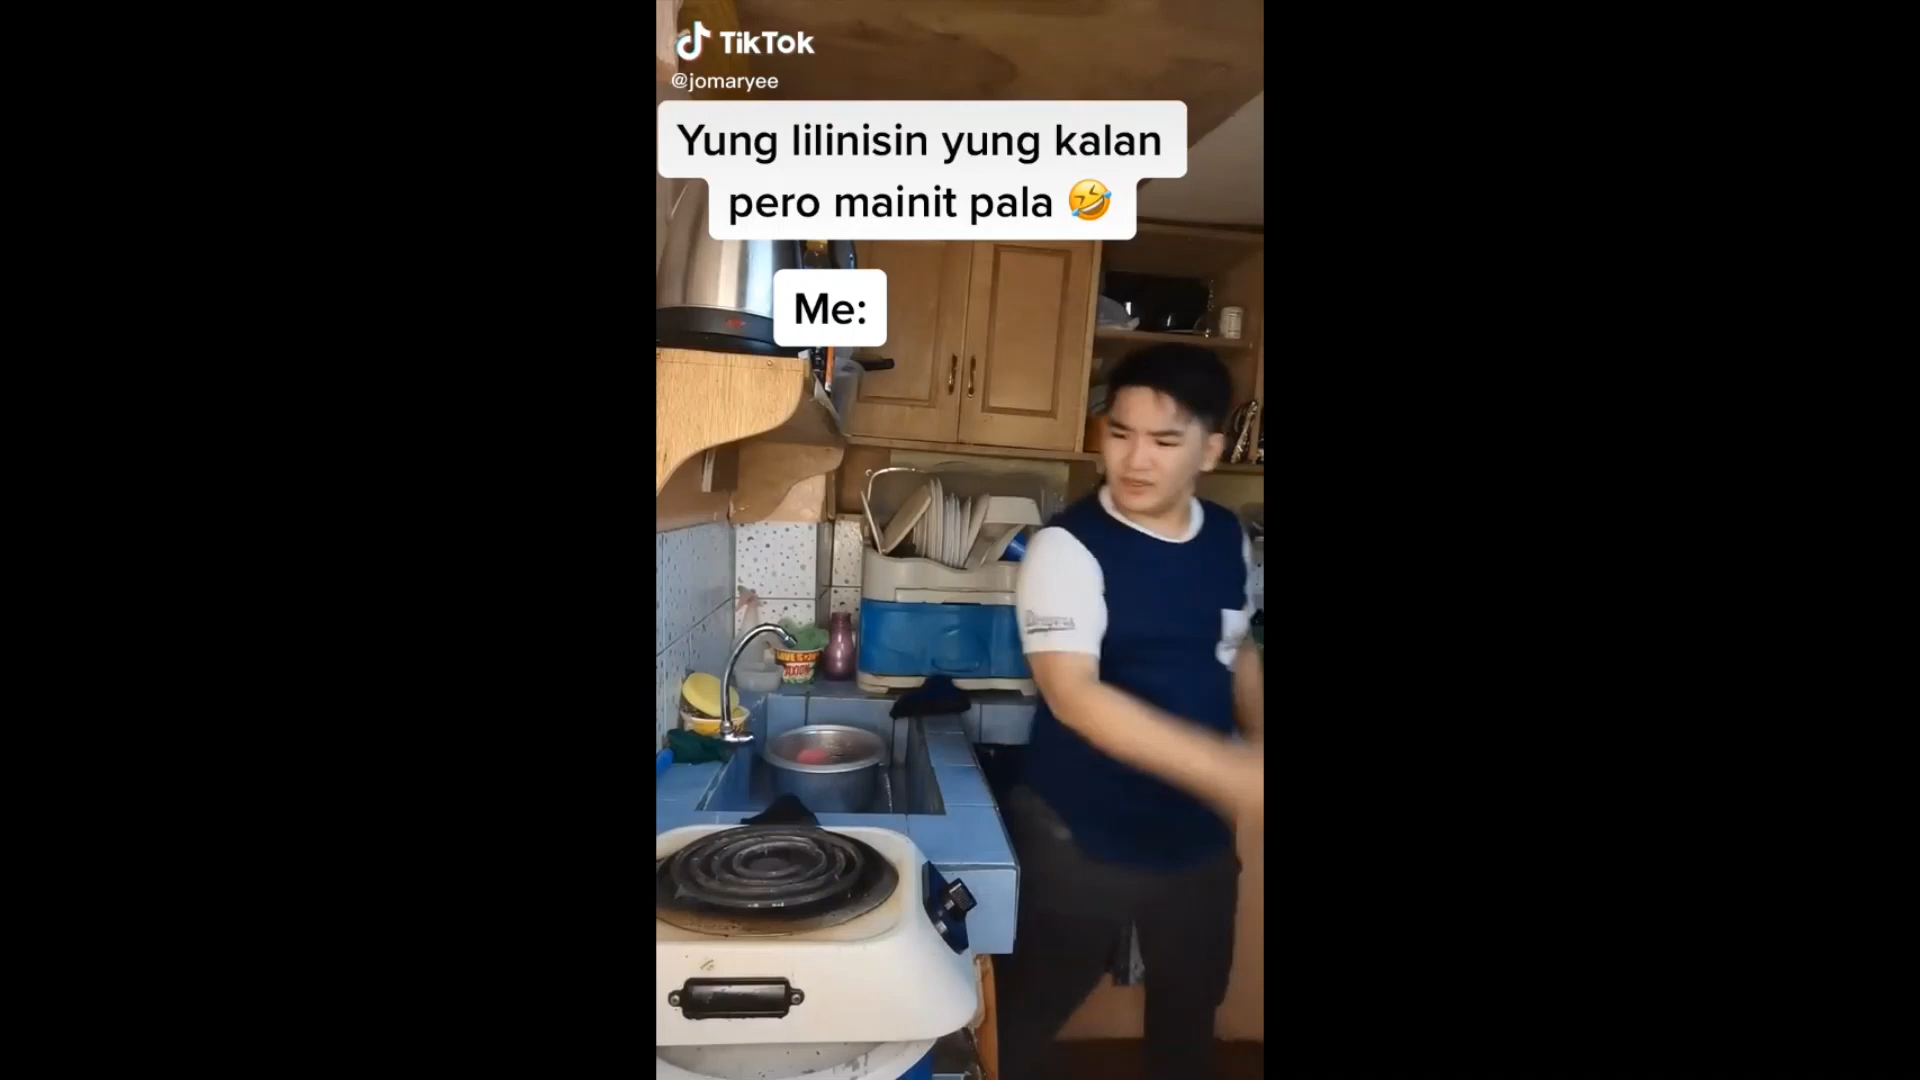 TikTok
@jomaryee
Yung lilinisin yung kalan
pero mainit pala 🤣
Me: